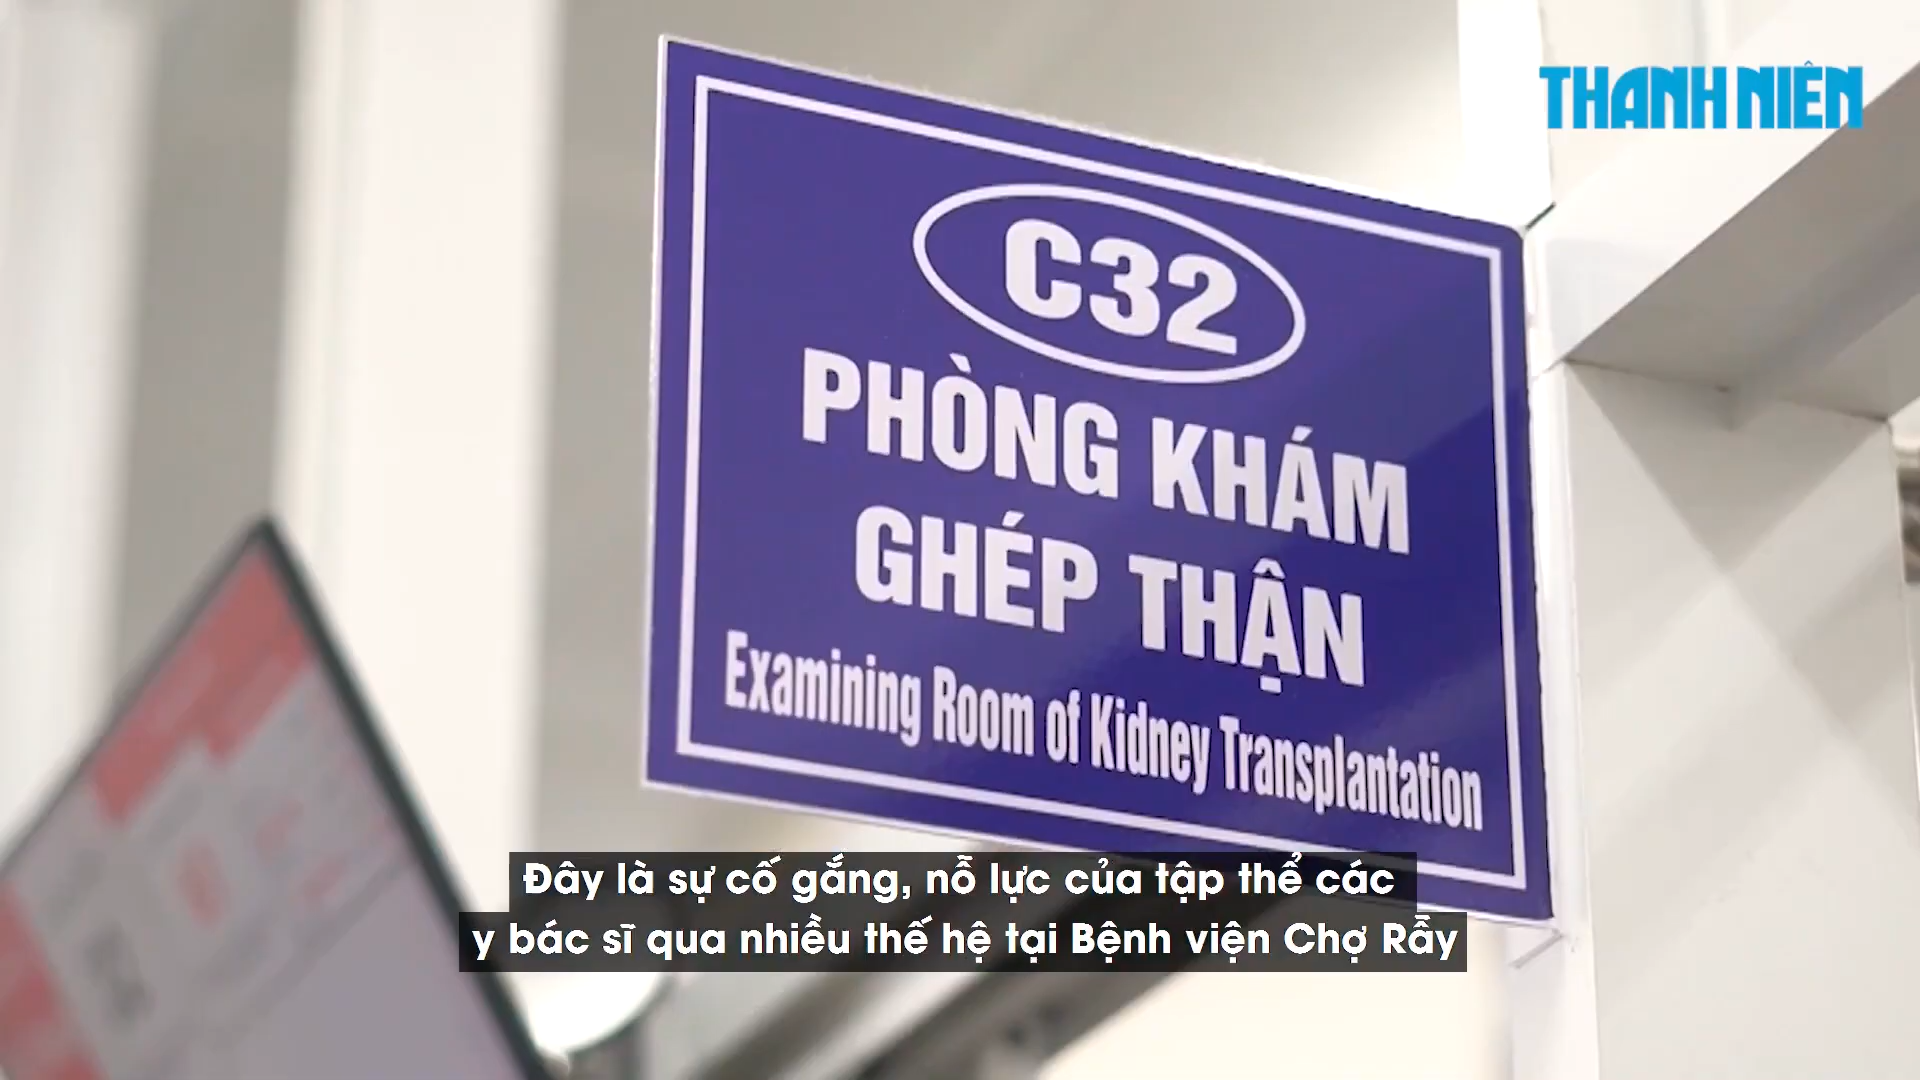 THANH NIÊN
C32
PHÒNG KHÁM
GHÉP THẬN
Examining Room of Kidney Transplantation
Đây là sự cố gắng, nỗ lực của tập thể các
y bác sĩ qua nhiều thế hệ tại Bệnh viện Chợ Rẫy